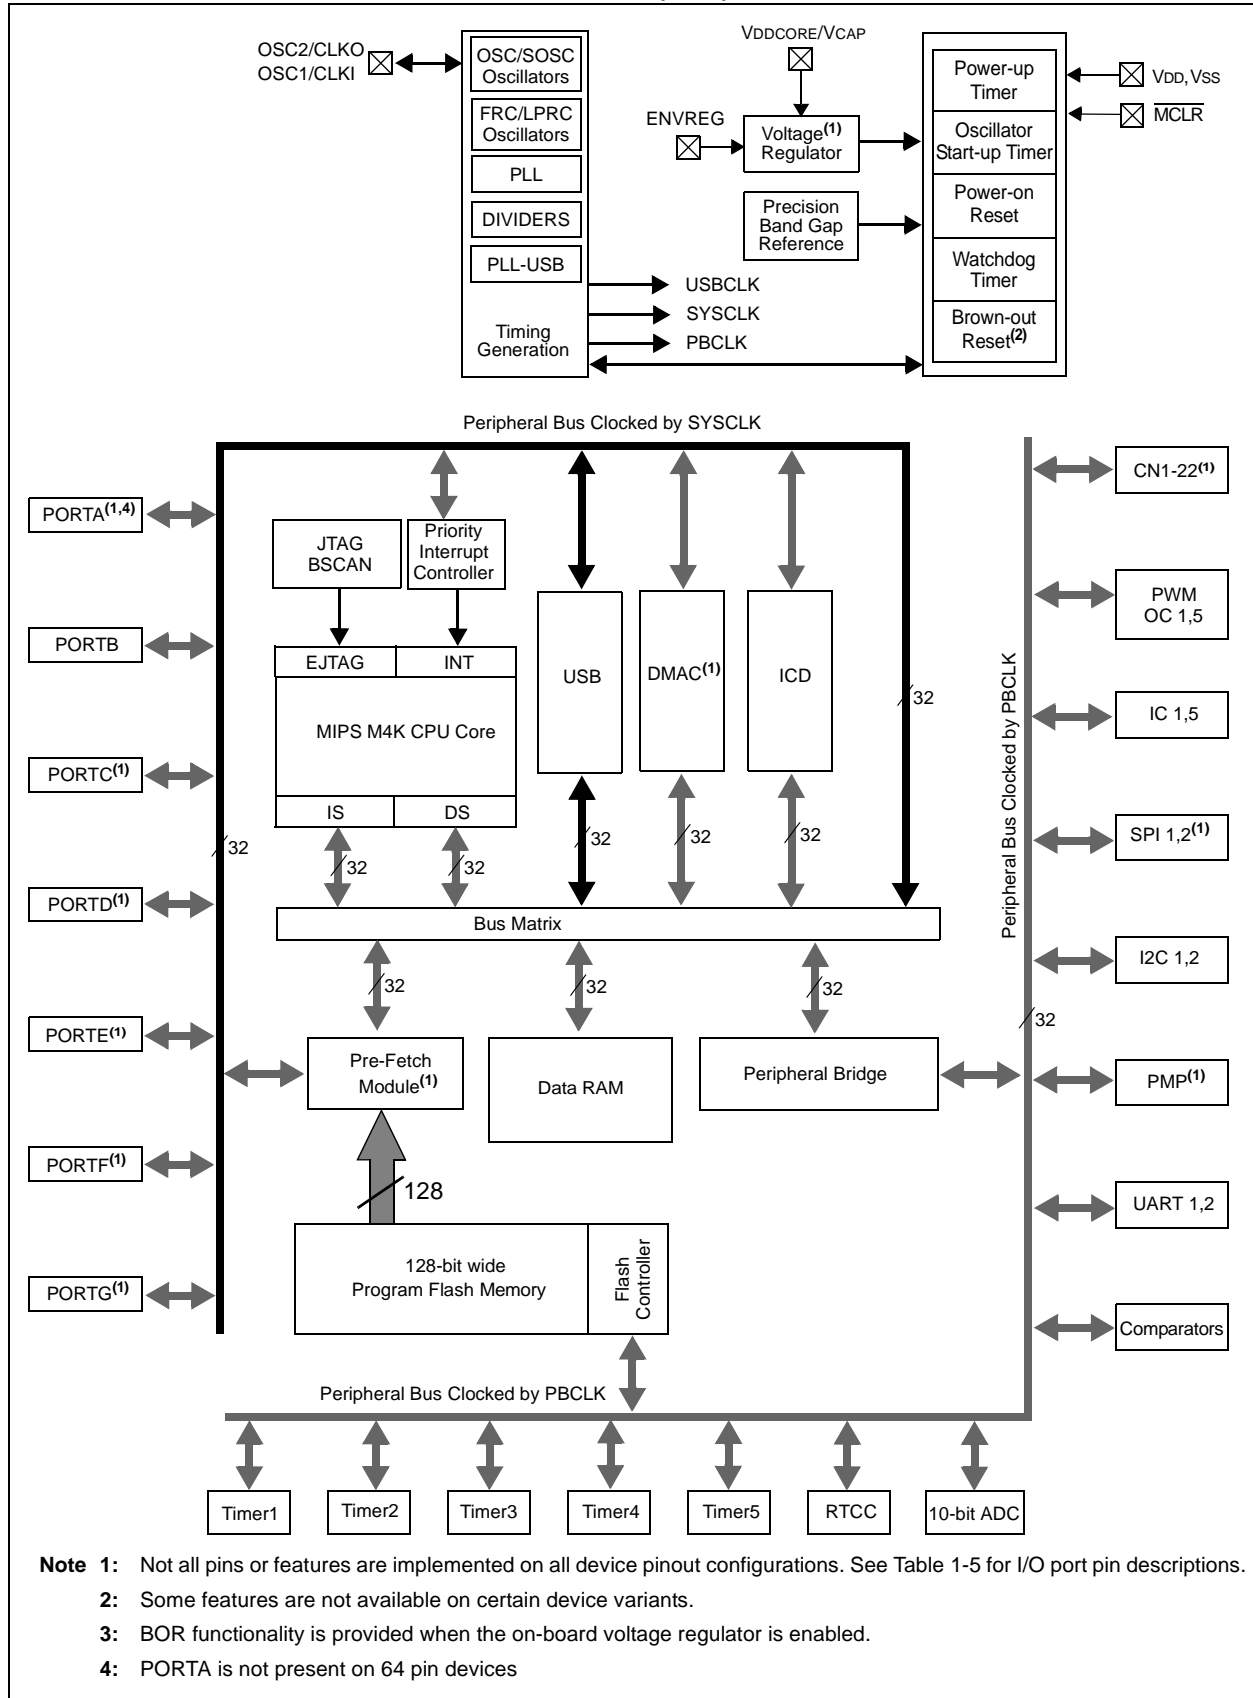 OSC2/CLKO
OSC1/CLKI
OSC/SOSC
Oscillators
FRC/LPRC
Oscillators
PLL
DIVIDERS
PLL-USB
Timing
Generation
USBCLK
SYSCLK
PBCLK
VDDCORE/VCAP
ENVREG
Voltage(1)
Regulator
Precision
Band Gap
Reference
Power-up
Timer
Oscillator
Start-up Timer
Power-on
Reset
Watchdog
Timer
Brown-out
Reset(2)
VDD, VSS
MCLR
Peripheral Bus Clocked by SYSCLK
PORTA(1,4)
PORTB
PORTC(1)
PORTD(1)
PORTE(1)
PORTF(1)
PORTG(1)
32
JTAG
BSCAN
Priority
Interrupt
Controller
EJTAG
INT
MIPS M4K CPU Core
IS
DS
USB
DMAC(1)
ICD
32
32
32
32
32
32
Bus Matrix
32
32
32
Pre-Fetch
Module(1)
Data RAM
Peripheral Bridge
128
128-bit wide
Program Flash Memory
Flash
Controller
Peripheral Bus Clocked by PBCLK
32
CN1-22(1)
PWM
OC 1,5
IC 1,5
SPI 1,2(1)
I2C 1,2
PMP(1)
UART 1,2
Comparators
Peripheral Bus Clocked by PBCLK
Timer1
Timer2
Timer3
Timer4
Timer5
RTCC
10-bit ADC
Note 1: Not all pins or features are implemented on all device pinout configurations. See Table 1-5 for I/O port pin descriptions.
2: Some features are not available on certain device variants.
3: BOR functionality is provided when the on-board voltage regulator is enabled.
4: PORTA is not present on 64 pin devices